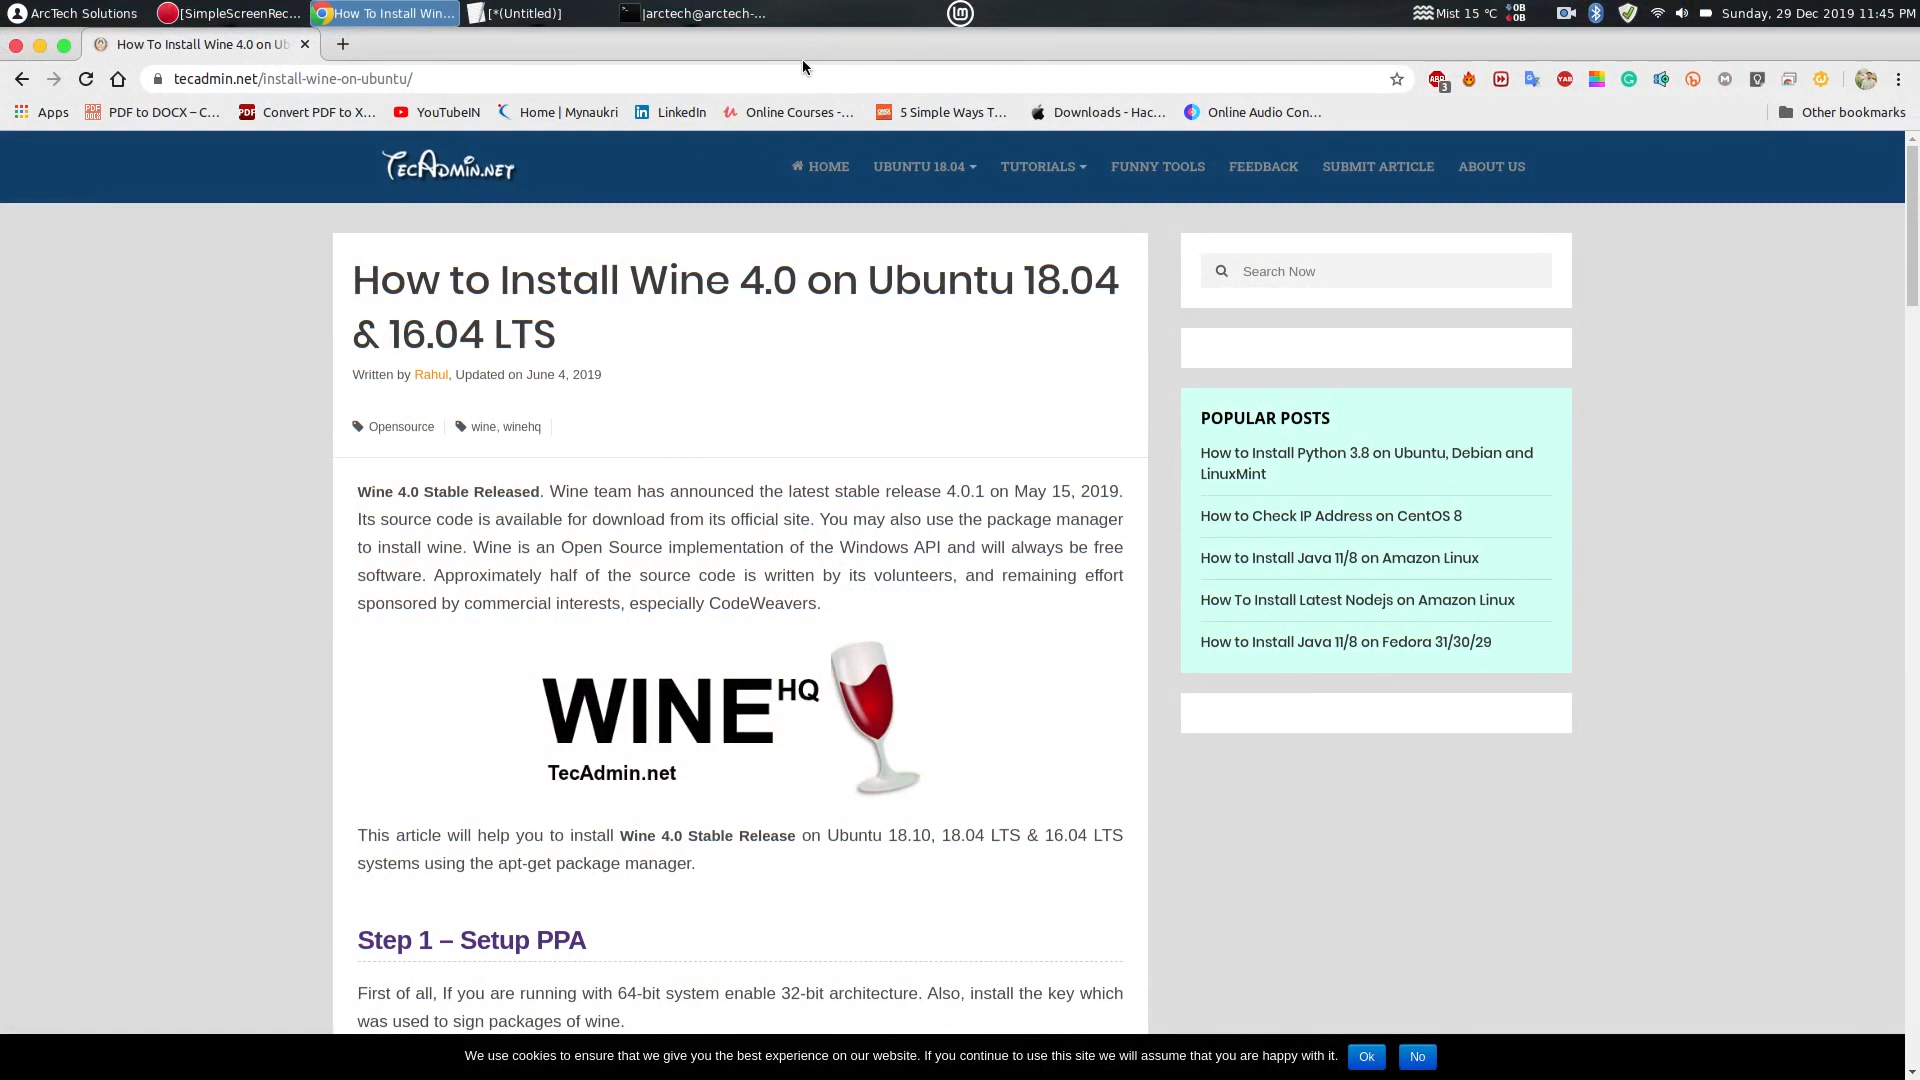 ArcTech Solutions
[SimpleScreenRec...
How To Install Win...
[*(Untitled)]
|arctech@arctech-...
Mist 15 °C
0B
0B
Sunday, 29 Dec 2019 11:45 PM
How To Install Wine 4.0 on Ub
tecadmin.net/install-wine-on-ubuntu/
ABP
3
YAB
Apps
PDF to DOCX – C...
PDF
Convert PDF to X...
YouTubeIN
Home | Mynaukri
LinkedIn
Online Courses -...
5 Simple Ways T...
Downloads - Hac...
Online Audio Con...
Other bookmarks
TecAdmin.net
HOME
UBUNTU 18.04
TUTORIALS
FUNNY TOOLS
FEEDBACK
SUBMIT ARTICLE
ABOUT US
How to Install Wine 4.0 on Ubuntu 18.04
& 16.04 LTS
Written by Rahul, Updated on June 4, 2019
Opensource
wine, winehq
Wine 4.0 Stable Released. Wine team has announced the latest stable release 4.0.1 on May 15, 2019.
Its source code is available for download from its official site. You may also use the package manager
to install wine. Wine is an Open Source implementation of the Windows API and will always be free
software. Approximately half of the source code is written by its volunteers, and remaining effort
sponsored by commercial interests, especially CodeWeavers.
WINE HQ
TecAdmin.net
This article will help you to install Wine 4.0 Stable Release on Ubuntu 18.10, 18.04 LTS & 16.04 LTS
systems using the apt-get package manager.
Step 1 – Setup PPA
First of all, If you are running with 64-bit system enable 32-bit architecture. Also, install the key which
was used to sign packages of wine.
Search Now
POPULAR POSTS
How to Install Python 3.8 on Ubuntu, Debian and
LinuxMint
How to Check IP Address on CentOS 8
How to Install Java 11/8 on Amazon Linux
How To Install Latest Nodejs on Amazon Linux
How to Install Java 11/8 on Fedora 31/30/29
We use cookies to ensure that we give you the best experience on our website. If you continue to use this site we will assume that you are happy with it.
Ok
No